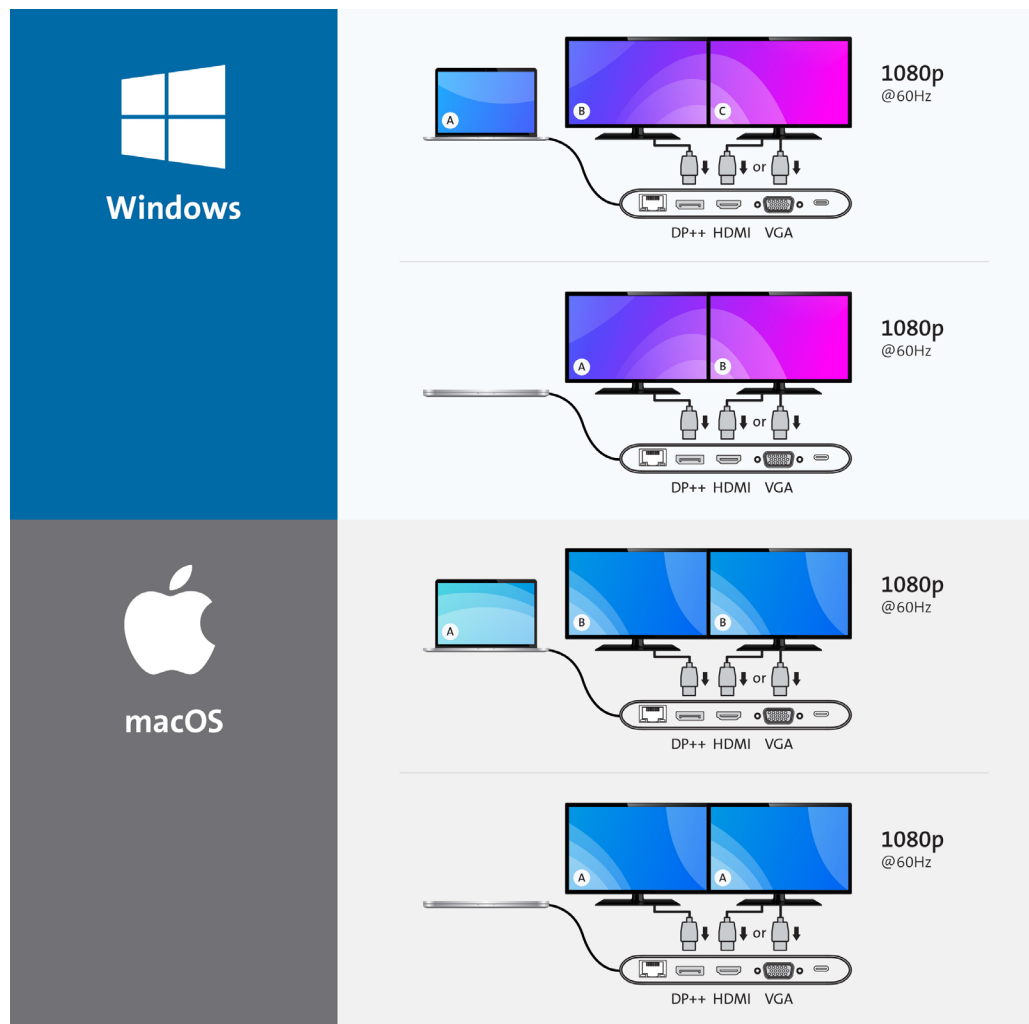 Windows
A
B
C
1080p
@60Hz
or
DP++ HDMI VGA
A
B
1080p
@60Hz
or
DP++ HDMI VGA
macOS
A
B
B
1080p
@60Hz
or
DP++ HDMI VGA
A
A
1080p
@60Hz
or
DP++ HDMI VGA